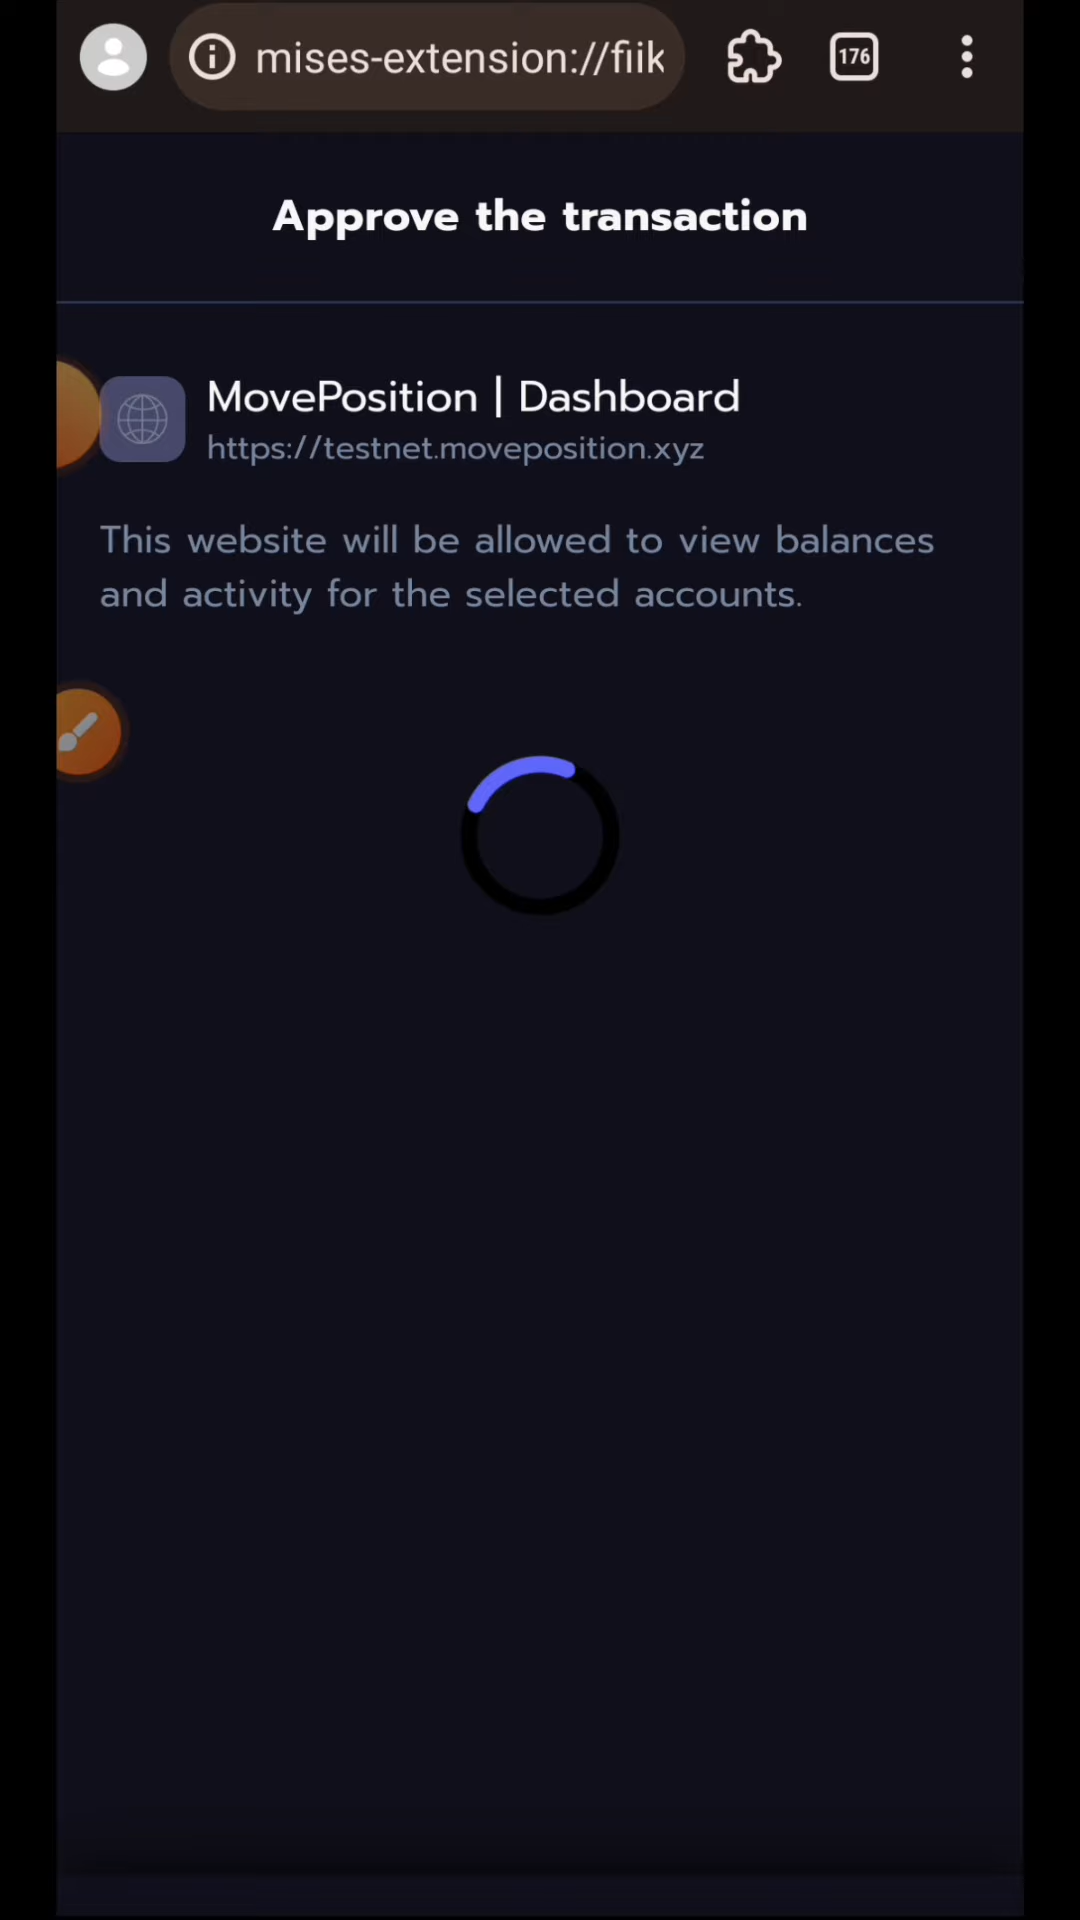 mises-extension://fiik
176
Approve the transaction
MovePosition | Dashboard
https://testnet.moveposition.xyz
This website will be allowed to view balances
and activity for the selected accounts.